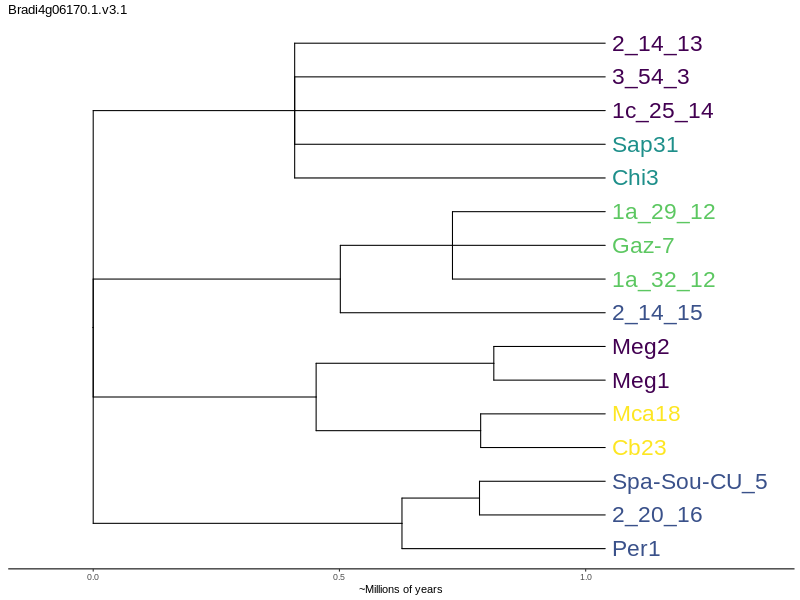 Bradi4g06170.1.v3.1
2_14_13
3_54_3
1c_25_14
Sap31
Chi3
1a_29_12
Gaz-7
1a_32_12
2_14_15
Meg2
Meg1
Mca18
Cb23
Spa-Sou-CU_5
2_20_16
Per1
0.0 0.5 1.0
~Millions of years